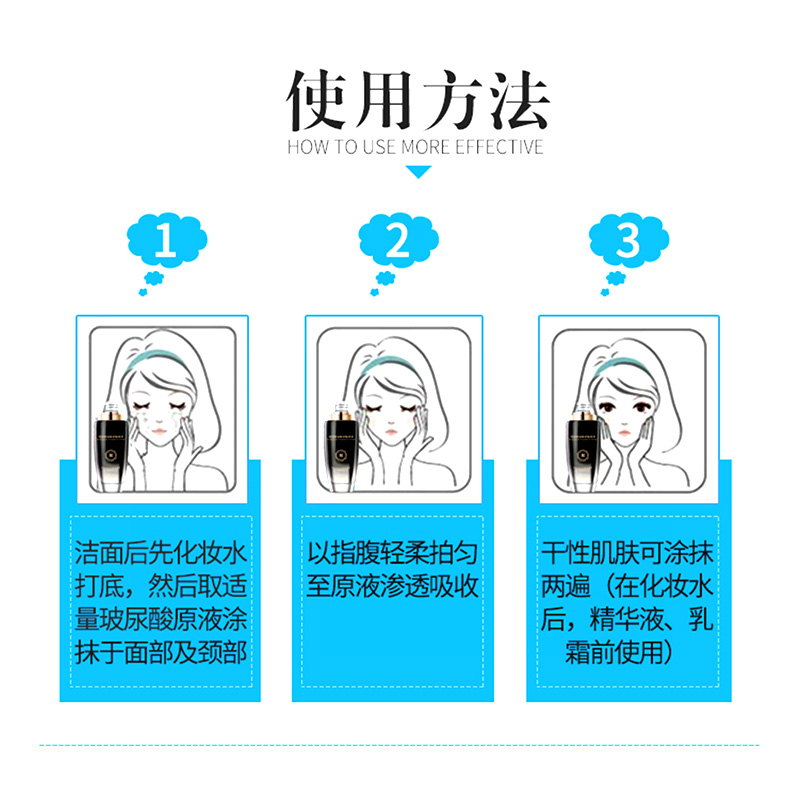 使用方法
HOW TO USE MORE EFFECTIVE
1
2
3
洁面后先化妆水
打底，然后取适
量玻尿酸原液涂
抹于面部及颈部
以指腹轻柔拍匀
至原液渗透吸收
干性肌肤可涂抹
两遍（在化妆水
后，精华液、乳
霜前使用）